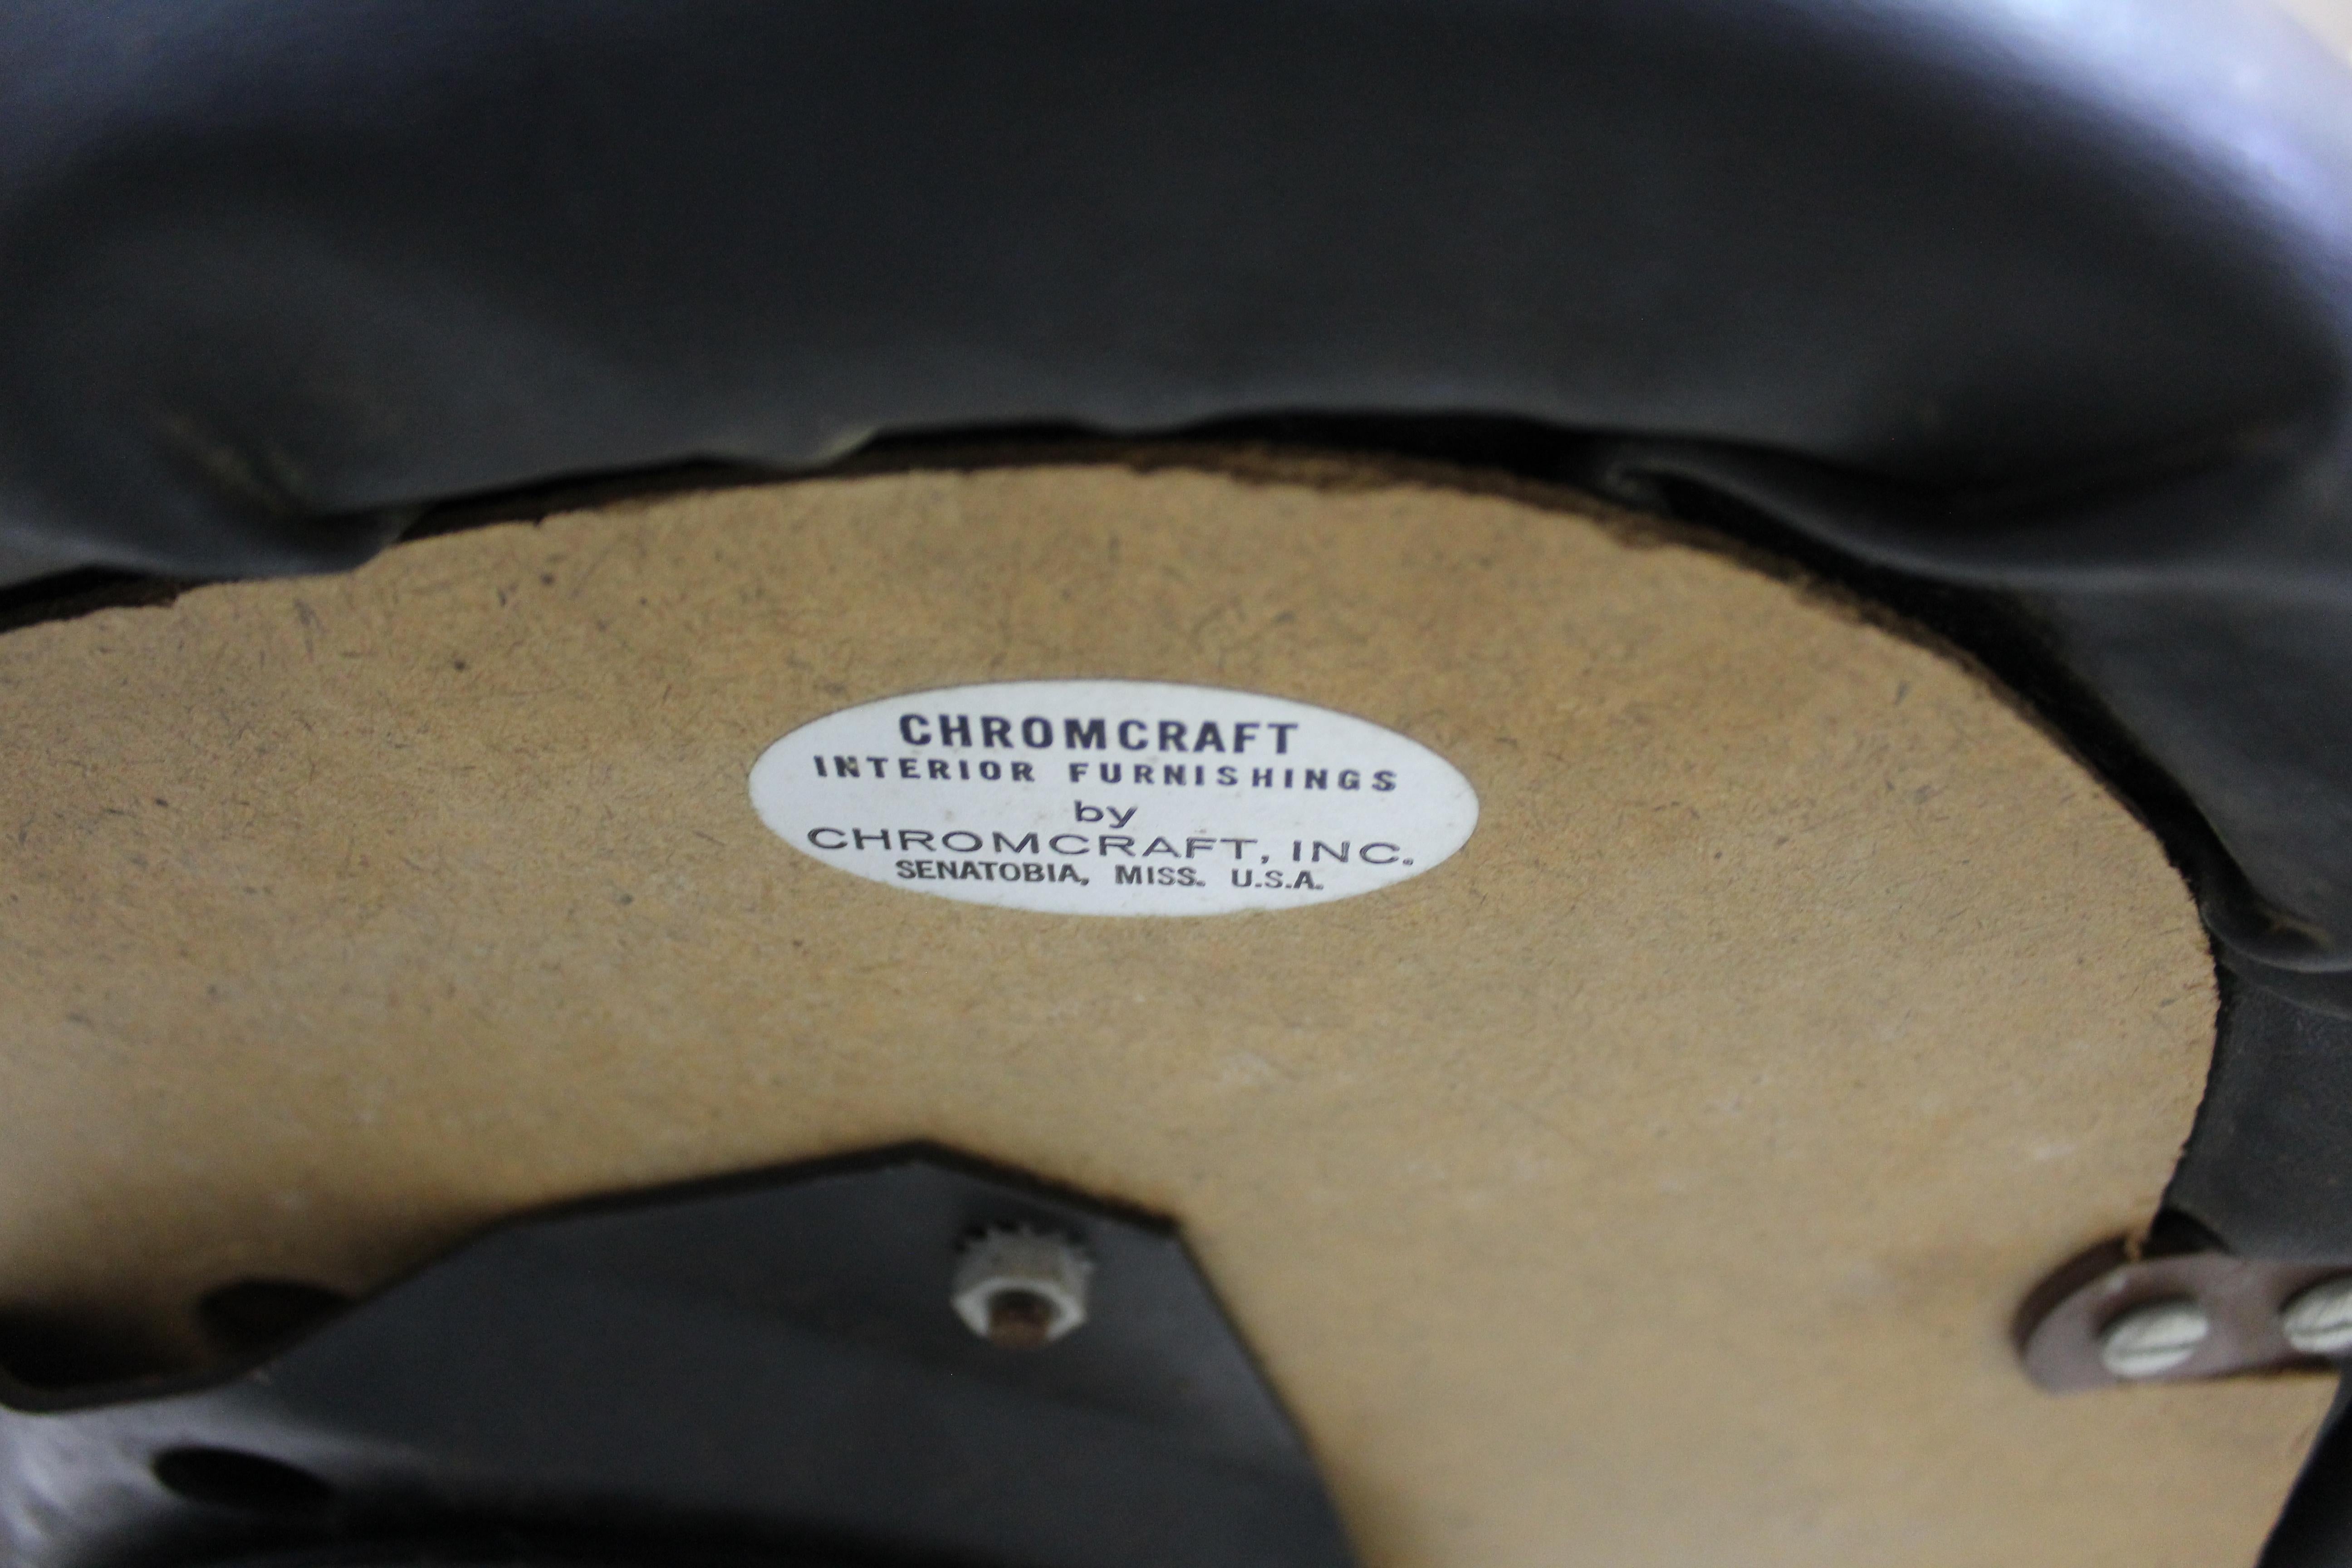 CHROMCRAFT
INTERIOR FURNISHINGS
by
CHROMCRAFT, INC.
SENATOBIA, MISS. U.S.A.